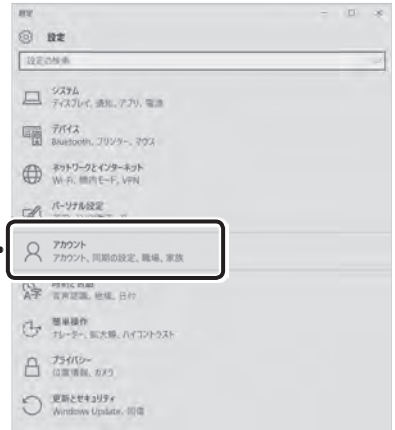 設定
設定
設定の検索
システム
ディスプレイ、通知、アプリ、電源
デバイス
Bluetooth、プリンター、マウス
ネットワークとインターネット
Wi-Fi、機内モード、VPN
パーソナル設定
アカウント
アカウント、同期の設定、職場、家族
時刻と言語
音声認識、地域、日付
簡単操作
ナレーター、拡大鏡、ハイコントラスト
プライバシー
位置情報、カメラ
更新とセキュリティ
Windows Update、回復